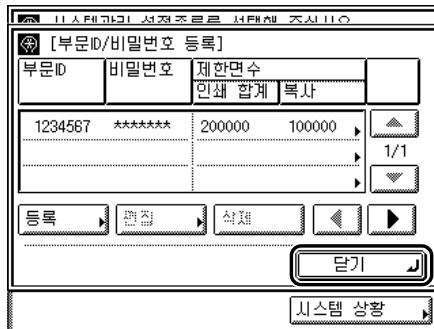 [부문ID/비밀번호 등록]
부문ID 비밀번호 제한면수
인쇄 합계 복사
1234567 ******* 200000 100000
1/1
등록 편집 삭제
닫기
시스템 상황